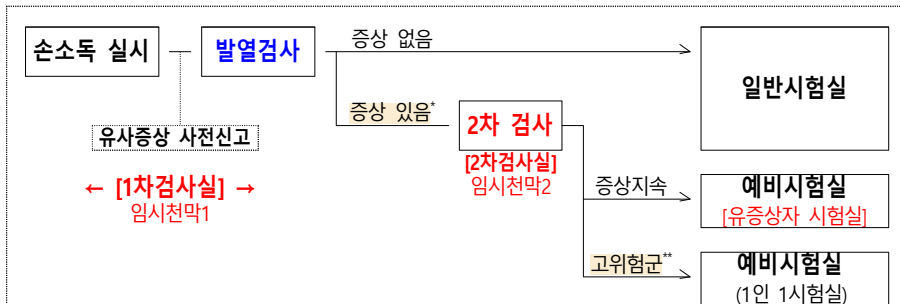 손소독 실시
발열검사
증상 없음
일반시험실
증상 있음*
2차 검사
유사증상 사전신고
[2차검사실]
임시천막2
← [1차검사실] →
임시천막1
증상지속
예비시험실
[유증상자 시험실]
고위험군**
예비시험실
(1인 1시험실)